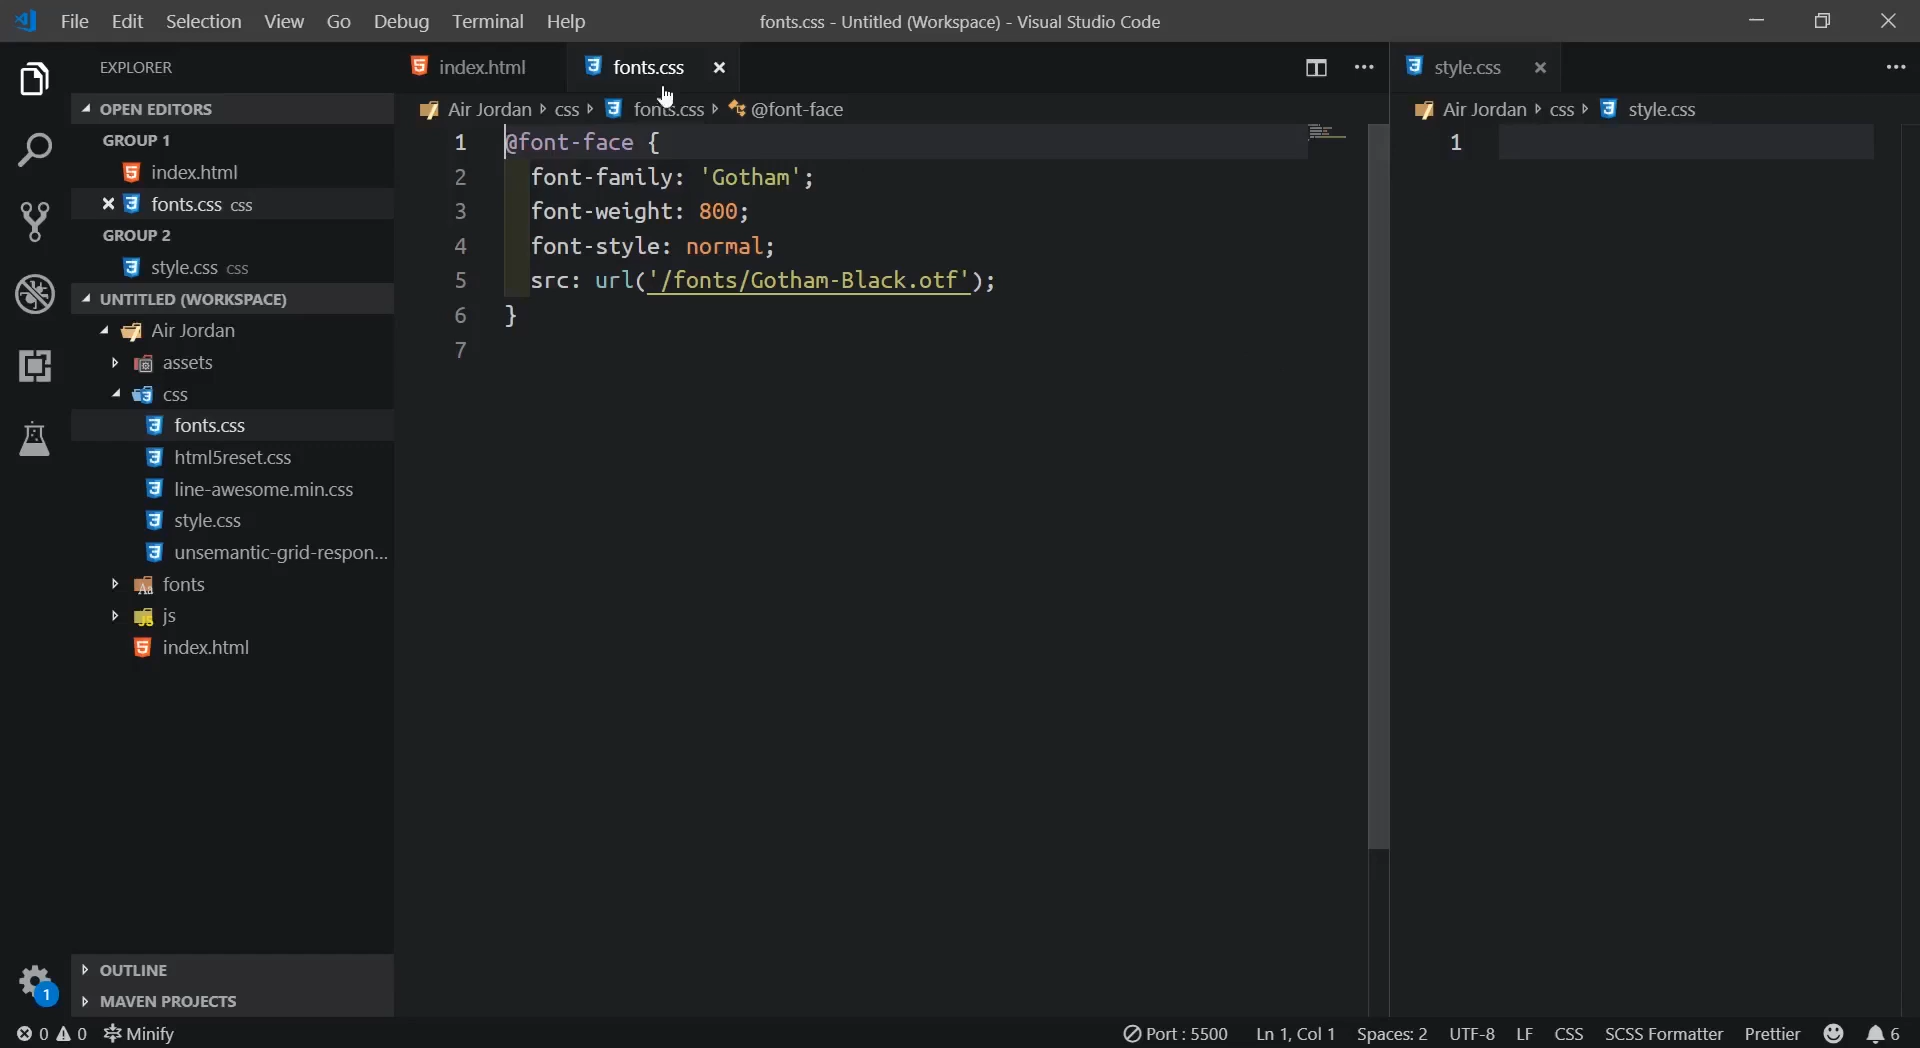 File Edit Selection View Go Debug Terminal Help
fonts.css - Untitled (Workspace) - Visual Studio Code
EXPLORER
OPEN EDITORS
GROUP 1
index.html
fonts.css css
GROUP 2
style.css css
UNTITLED (WORKSPACE)
Air Jordan
assets
css
fonts.css
html5reset.css
line-awesome.min.css
style.css
unsemantic-grid-respon...
fonts
js
index.html
OUTLINE
MAVEN PROJECTS
index.html
fonts.css
Air Jordan css fonts.css @font-face
1 @font-face {
2 font-family: 'Gotham';
3 font-weight: 800;
4 font-style: normal;
5 src: url('/fonts/Gotham-Black.otf');
6 }
7
style.css
Air Jordan css style.css
1
1
0 0 Minify
Port : 5500 Ln 1, Col 1 Spaces: 2 UTF-8 LF CSS SCSS Formatter Prettier 6